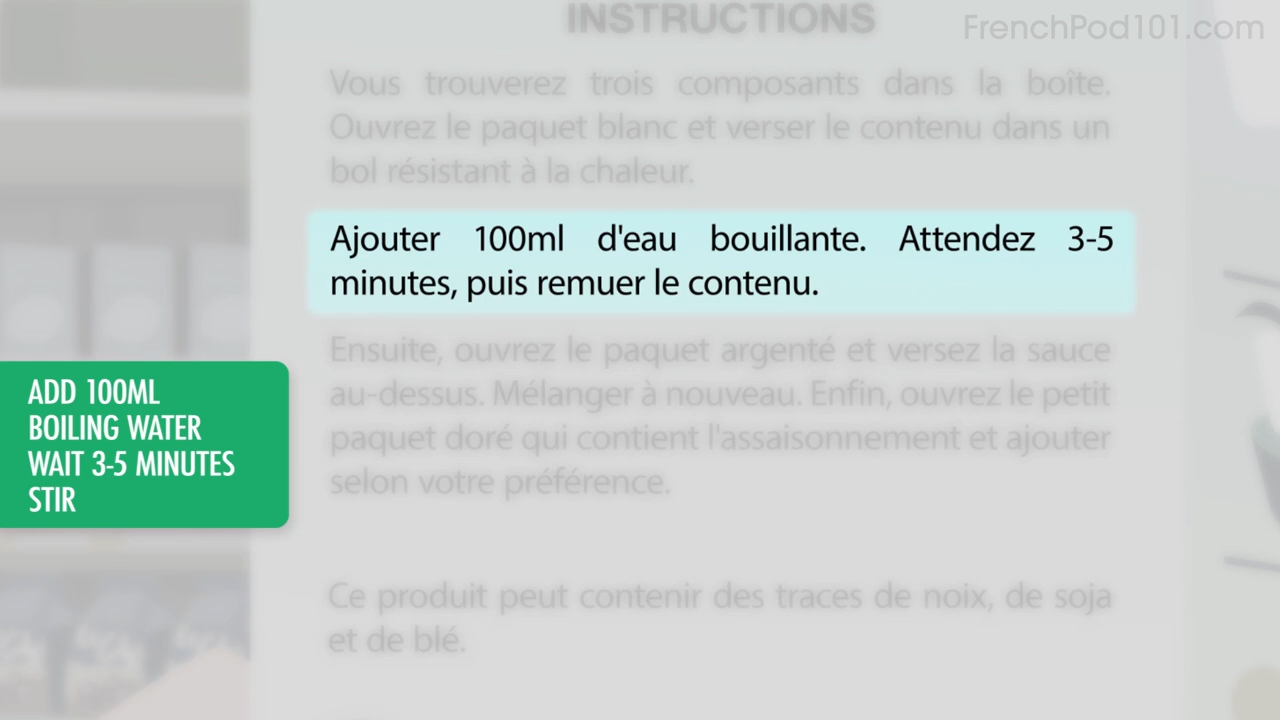 INSTRUCTIONS
FrenchPod101.com
Vous trouverez trois composants dans la boîte.
Ouvrez le paquet blanc et verser le contenu dans un
bol résistant à la chaleur.
Ajouter 100ml d'eau bouillante. Attendez 3-5
minutes, puis remuer le contenu.
Ensuite, ouvrez le paquet argenté et versez la sauce
au-dessus. Mélanger à nouveau. Enfin, ouvrez le petit
paquet doré qui contient l'assaisonnement et ajouter
selon votre préférence.
ADD 100ML
BOILING WATER
WAIT 3-5 MINUTES
STIR
Ce produit peut contenir des traces de noix, de soja
et de blé.